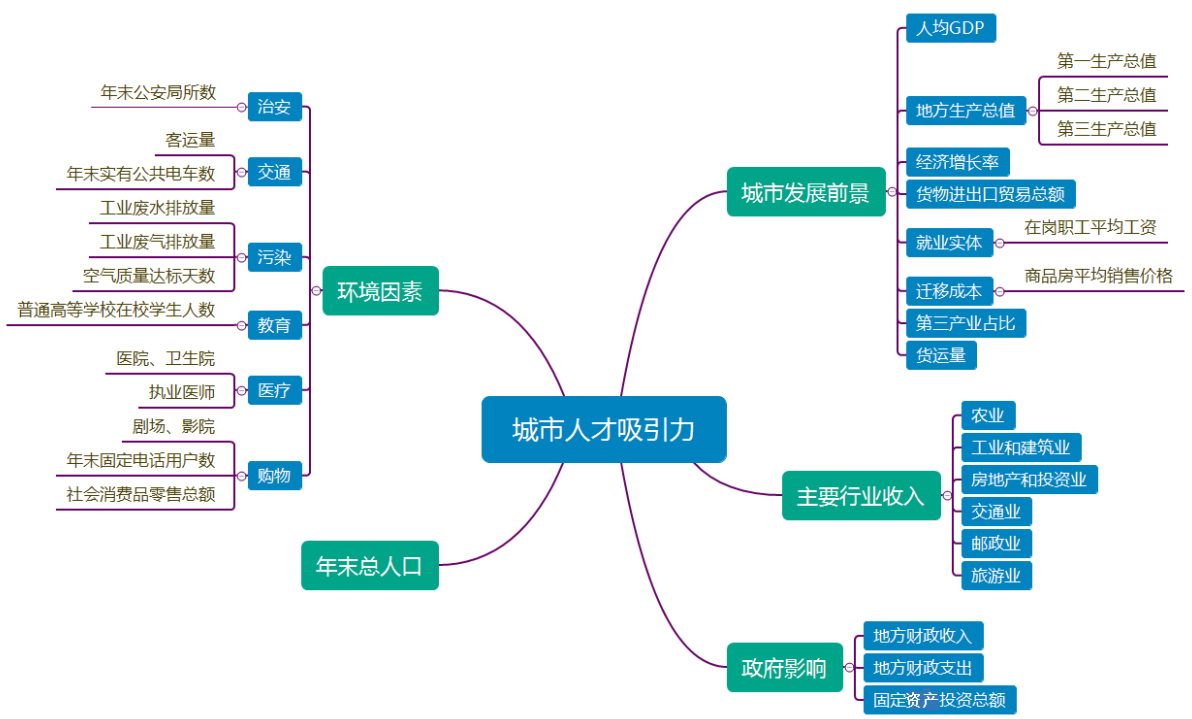 城市人才吸引力
城市发展前景
人均GDP
地方生产总值
第一生产总值
第二生产总值
第三生产总值
经济增长率
货物进出口贸易总额
就业实体
在岗职工平均工资
迁移成本
商品房平均销售价格
第三产业占比
货运量
主要行业收入
农业
工业和建筑业
房地产和投资业
交通业
邮政业
旅游业
政府影响
地方财政收入
地方财政支出
固定资产投资总额
环境因素
治安
年末公安局所数
交通
客运量
年末实有公共电车数
污染
工业废水排放量
工业废气排放量
空气质量达标天数
教育
普通高等学校在校学生人数
医疗
医院、卫生院
执业医师
购物
剧场、影院
年末固定电话用户数
社会消费品零售总额
年末总人口